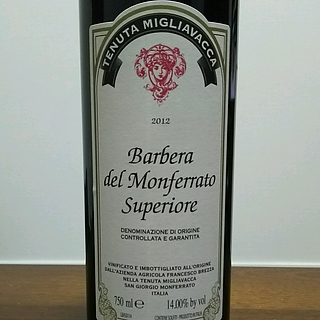 TENUTA MIGLIAVACCA
2012
Barbera
del Monferrato
Superiore
DENOMINAZIONE DI ORIGINE
CONTROLLATA E GARANTITA
VINIFICATO E IMBOTTIGLIATO ALL'ORIGINE
DALL'AZIENDA AGRICOLA FRANCESCO BREZZA
NELLA TENUTA MIGLIAVACCA
SAN GIORGIO MONFERRATO
ITALIA
750 ml e 14.00% by vol